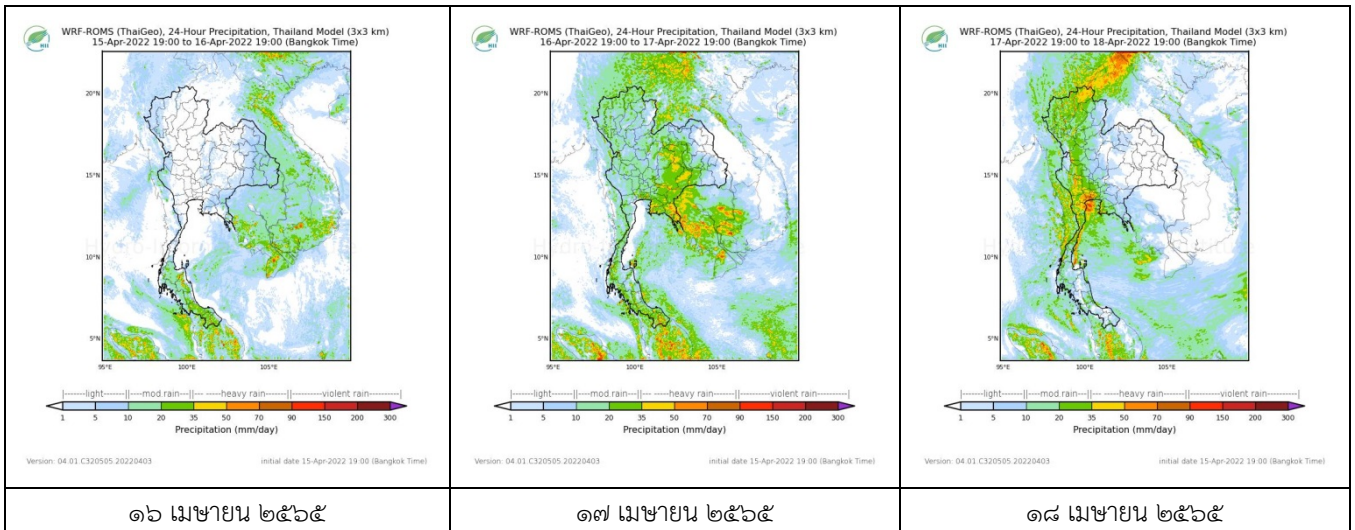 WRF-ROMS (ThaiGeo), 24-Hour Precipitation, Thailand Model (3x3 km)
15-Apr-2022 19:00 to 16-Apr-2022 19:00 (Bangkok Time)
20°N
15°N
10°N
5°N
95°E 100°E 105°E
|-------light------||---mod.rain---||--- ---heavy rain---- ---||-------violent rain-------|
1 5 10 20 35 50 70 90 150 200 300
Precipitation (mm/day)
Version: 04.01.C320505.20220403 initial date 15-Apr-2022 19:00 (Bangkok Time)
WRF-ROMS (ThaiGeo), 24-Hour Precipitation, Thailand Model (3x3 km)
16-Apr-2022 19:00 to 17-Apr-2022 19:00 (Bangkok Time)
20°N
15°N
10°N
5°N
95°E 100°E 105°E
|-------light------||---mod.rain---||--- ---heavy rain---- ---||-------violent rain-------|
1 5 10 20 35 50 70 90 150 200 300
Precipitation (mm/day)
Version: 04.01.C320505.20220403 initial date 15-Apr-2022 19:00 (Bangkok Time)
WRF-ROMS (ThaiGeo), 24-Hour Precipitation, Thailand Model (3x3 km)
17-Apr-2022 19:00 to 18-Apr-2022 19:00 (Bangkok Time)
20°N
15°N
10°N
5°N
95°E 100°E 105°E
|-------light------||---mod.rain---||--- ---heavy rain---- ---||-------violent rain-------|
1 5 10 20 35 50 70 90 150 200 300
Precipitation (mm/day)
Version: 04.01.C320505.20220403 initial date 15-Apr-2022 19:00 (Bangkok Time)
๑๖ เมษายน ๒๕๖๕
๑๗ เมษายน ๒๕๖๕
๑๘ เมษายน ๒๕๖๕